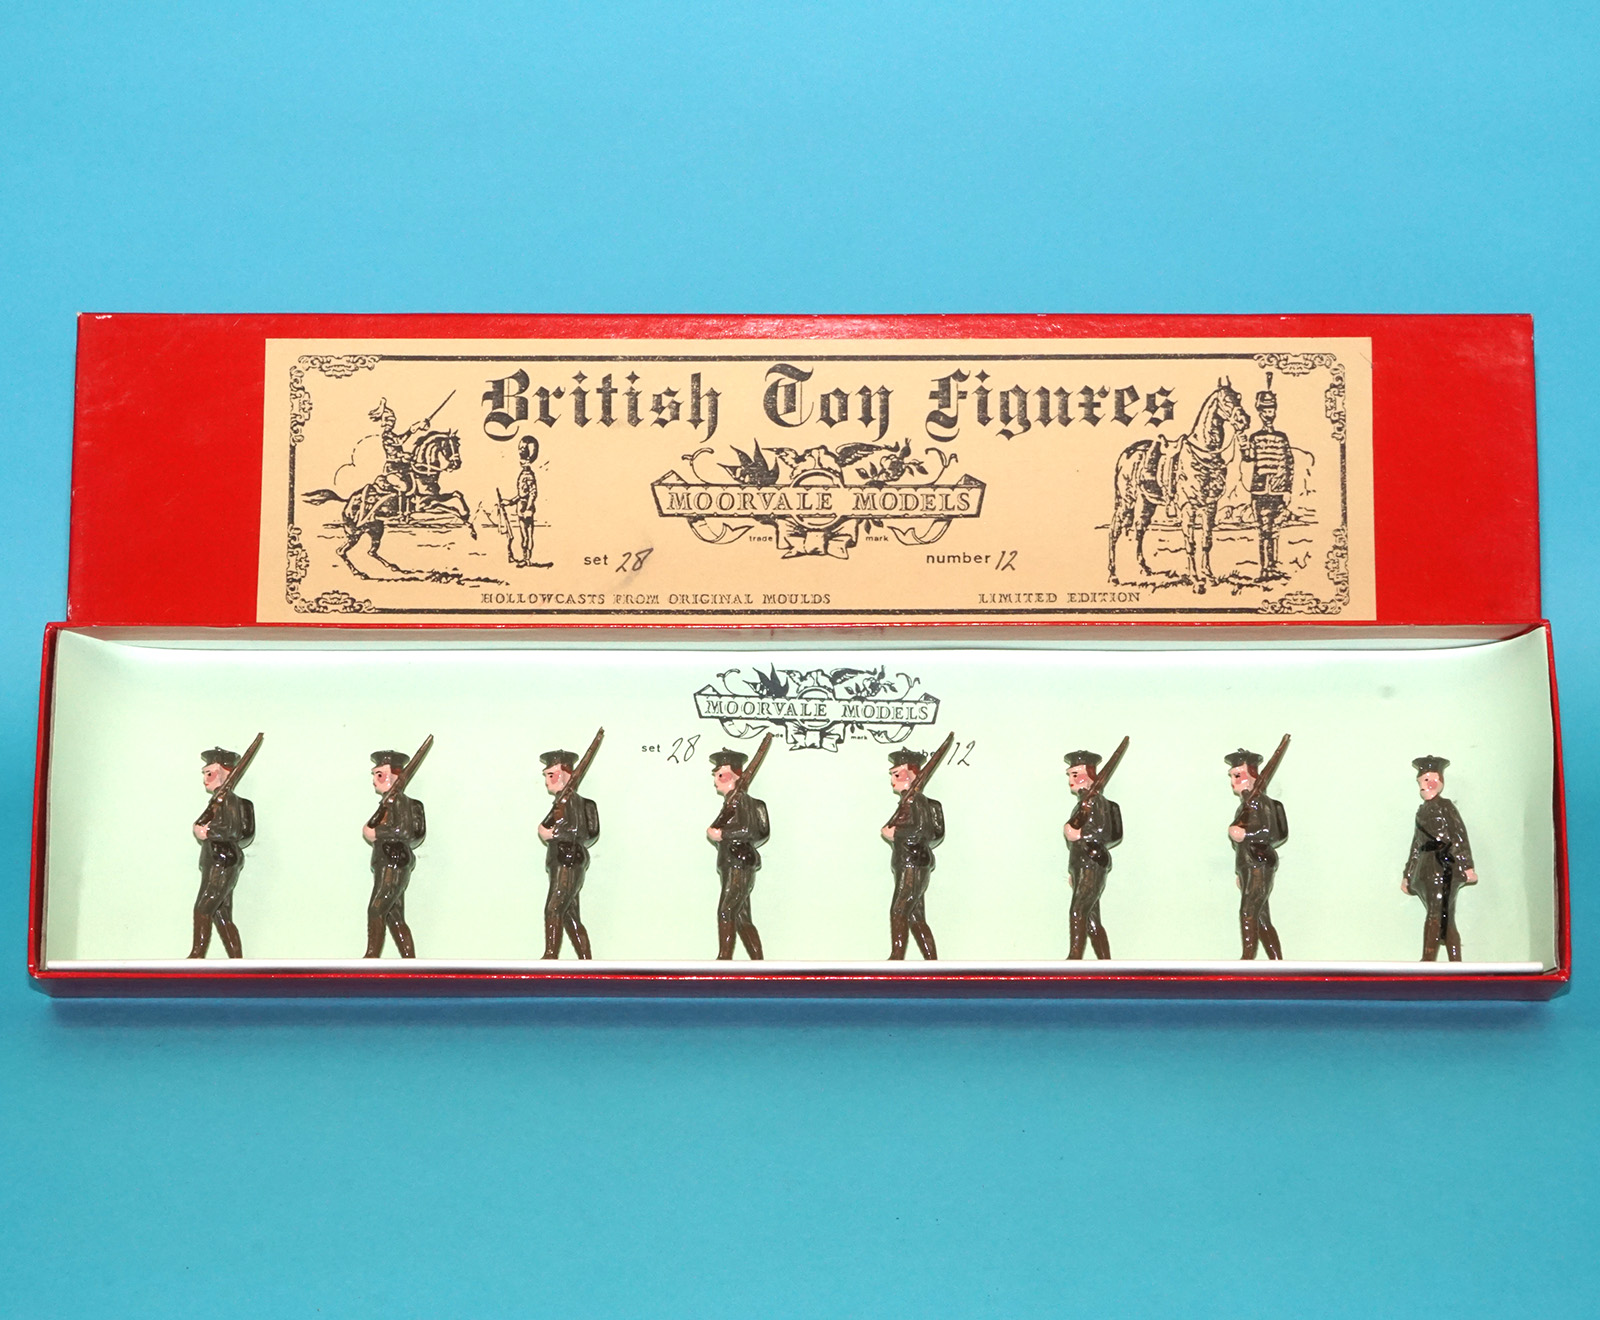 British Toy Figures
MOORVALE MODELS
trade mark
set 28 number 12
HOLLOWCASTS FROM ORIGINAL MOULDS LIMITED EDITION
MOORVALE MODELS
mark
set 28 12